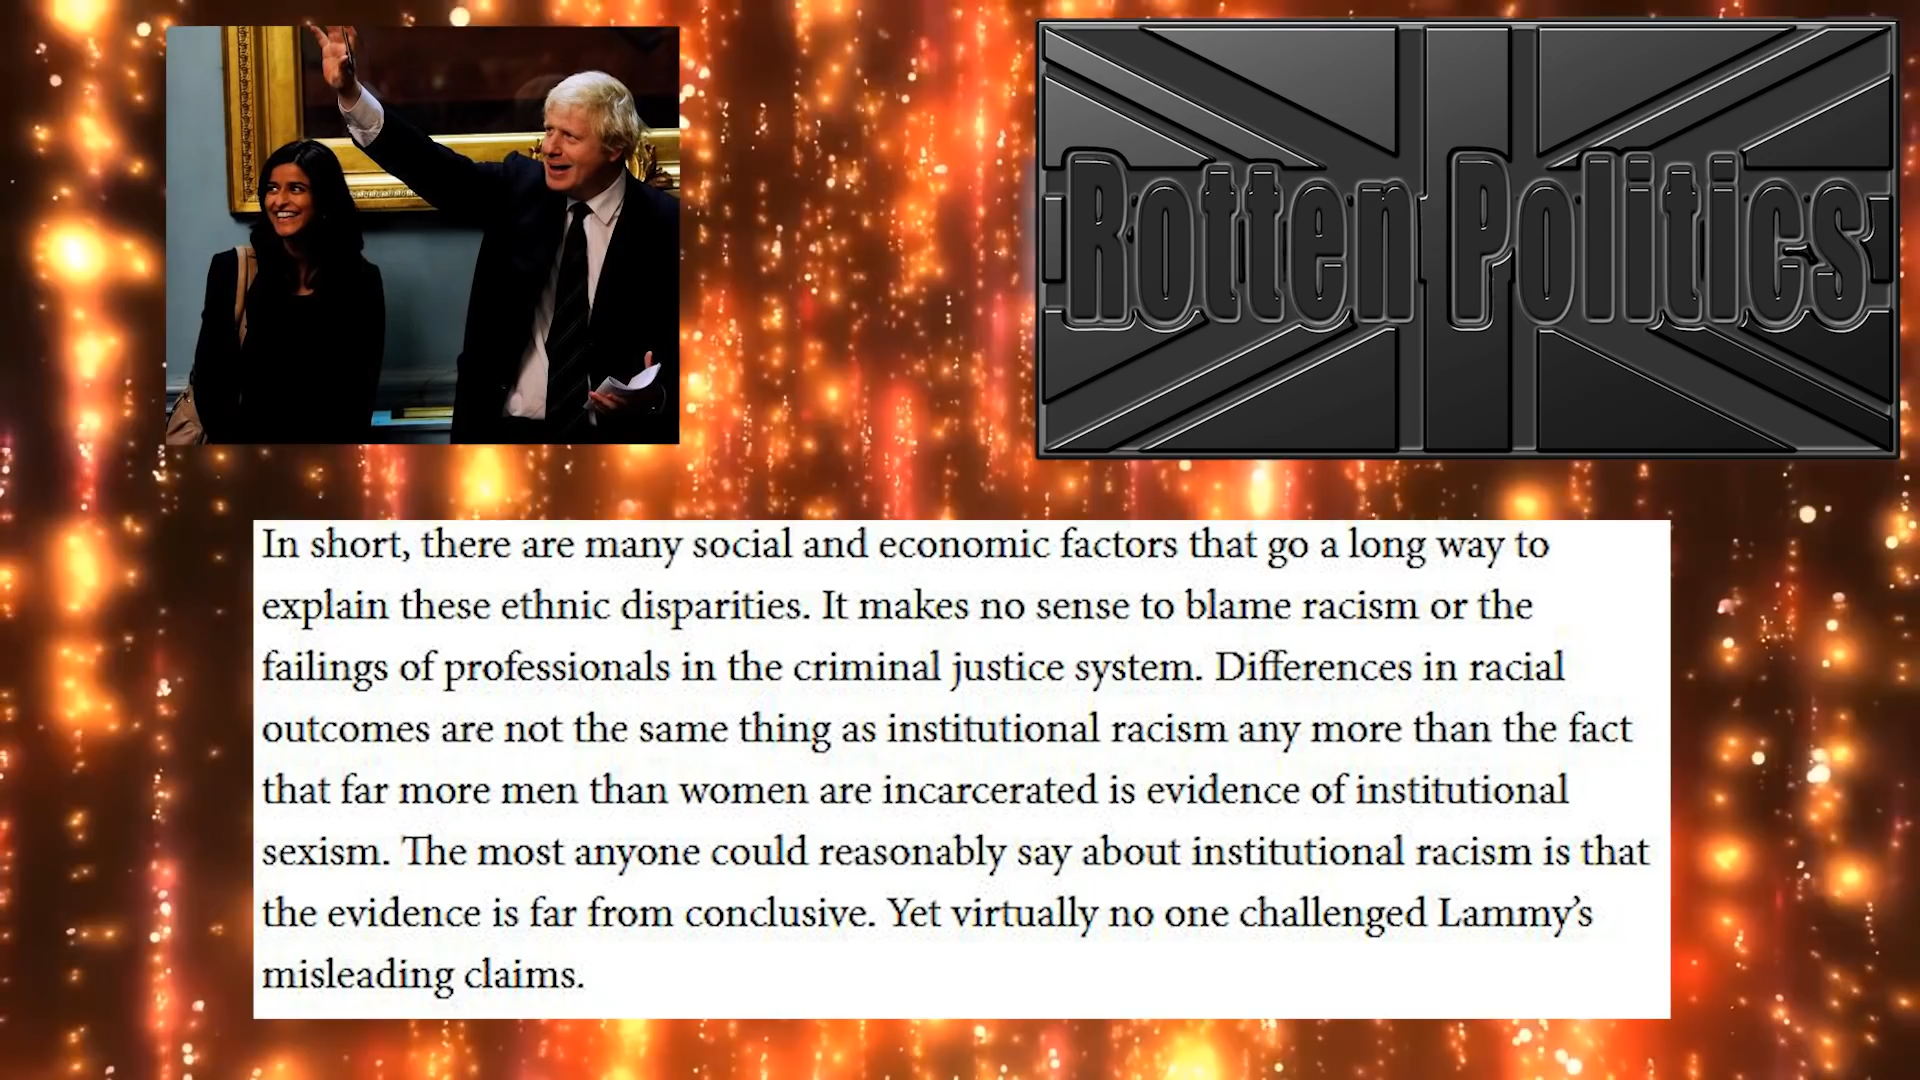 Rotten Politics
In short, there are many social and economic factors that go a long way to
explain these ethnic disparities. It makes no sense to blame racism or the
failings of professionals in the criminal justice system. Differences in racial
outcomes are not the same thing as institutional racism any more than the fact
that far more men than women are incarcerated is evidence of institutional
sexism. The most anyone could reasonably say about institutional racism is that
the evidence is far from conclusive. Yet virtually no one challenged Lammy’s
misleading claims.